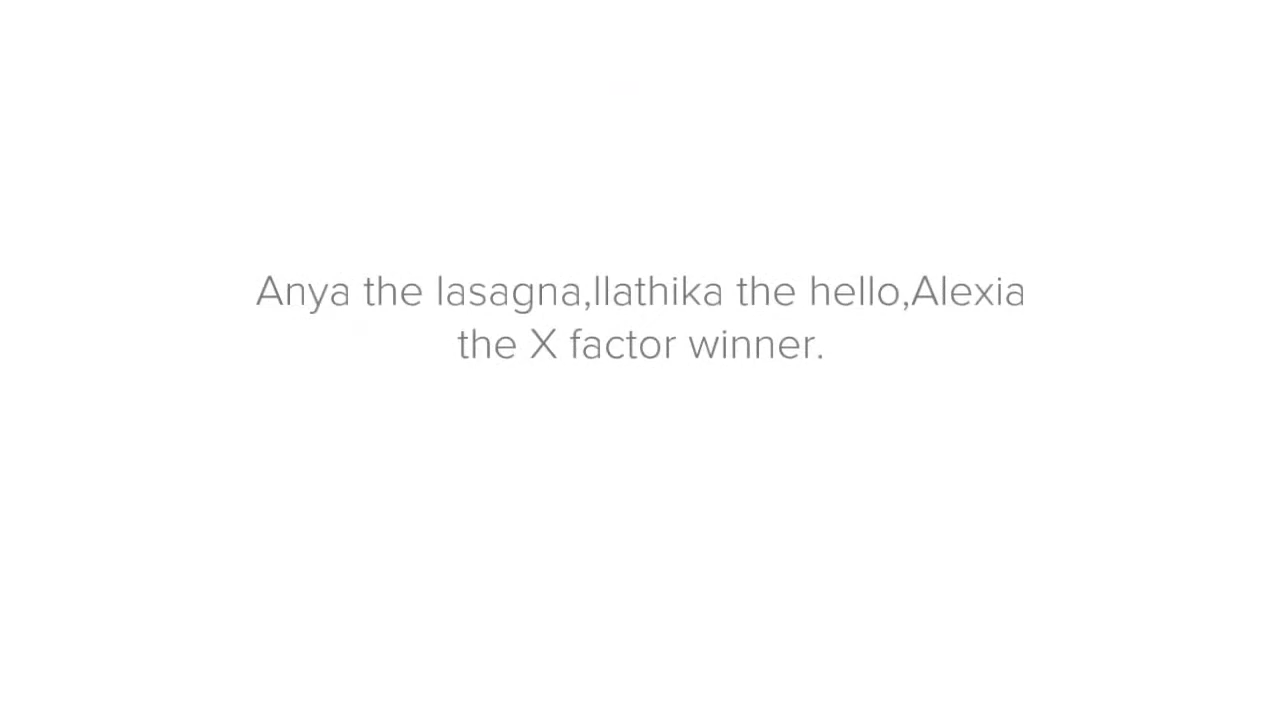 Anya the lasagna,Ilathika the hello,Alexia
the X factor winner.